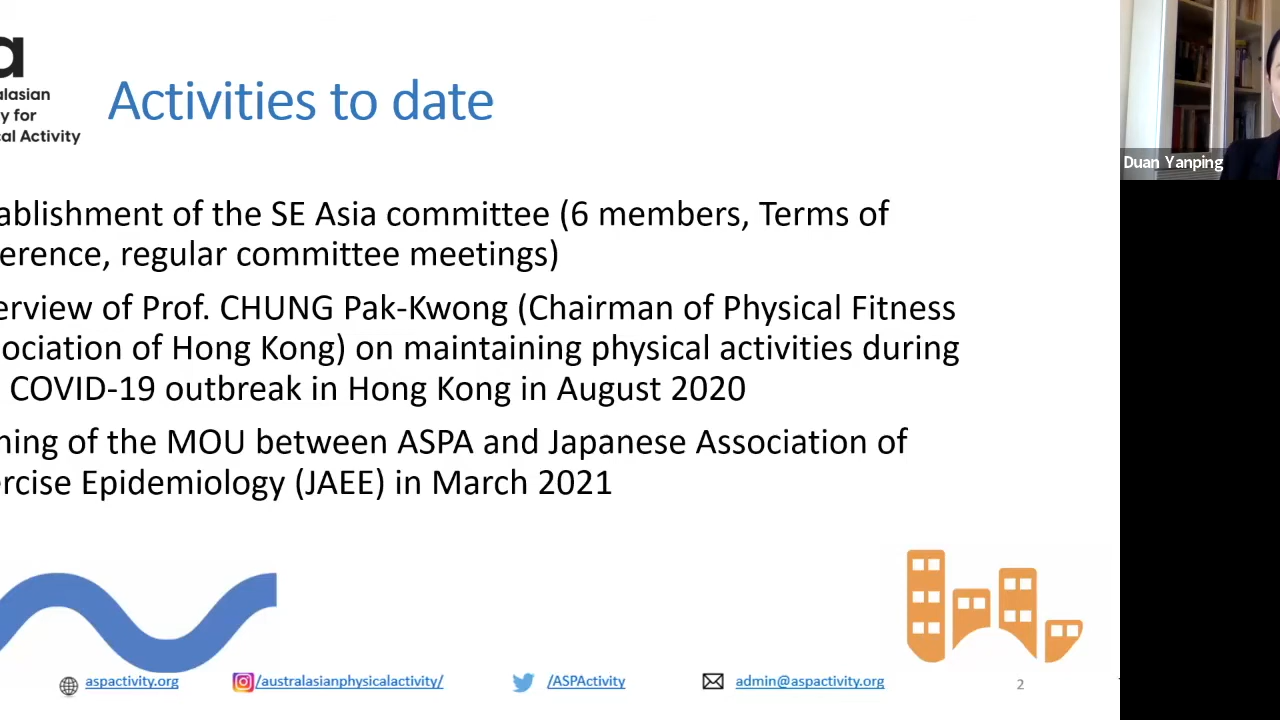 a
alasian
y for
cal Activity
Activities to date
Duan Yanping
ablishment of the SE Asia committee (6 members, Terms of
erence, regular committee meetings)
erview of Prof. CHUNG Pak-Kwong (Chairman of Physical Fitness
ociation of Hong Kong) on maintaining physical activities during
COVID-19 outbreak in Hong Kong in August 2020
ning of the MOU between ASPA and Japanese Association of
ercise Epidemiology (JAEE) in March 2021
aspactivity.org /australasianphysicalactivity/ /ASPActivity admin@aspactivity.org 2